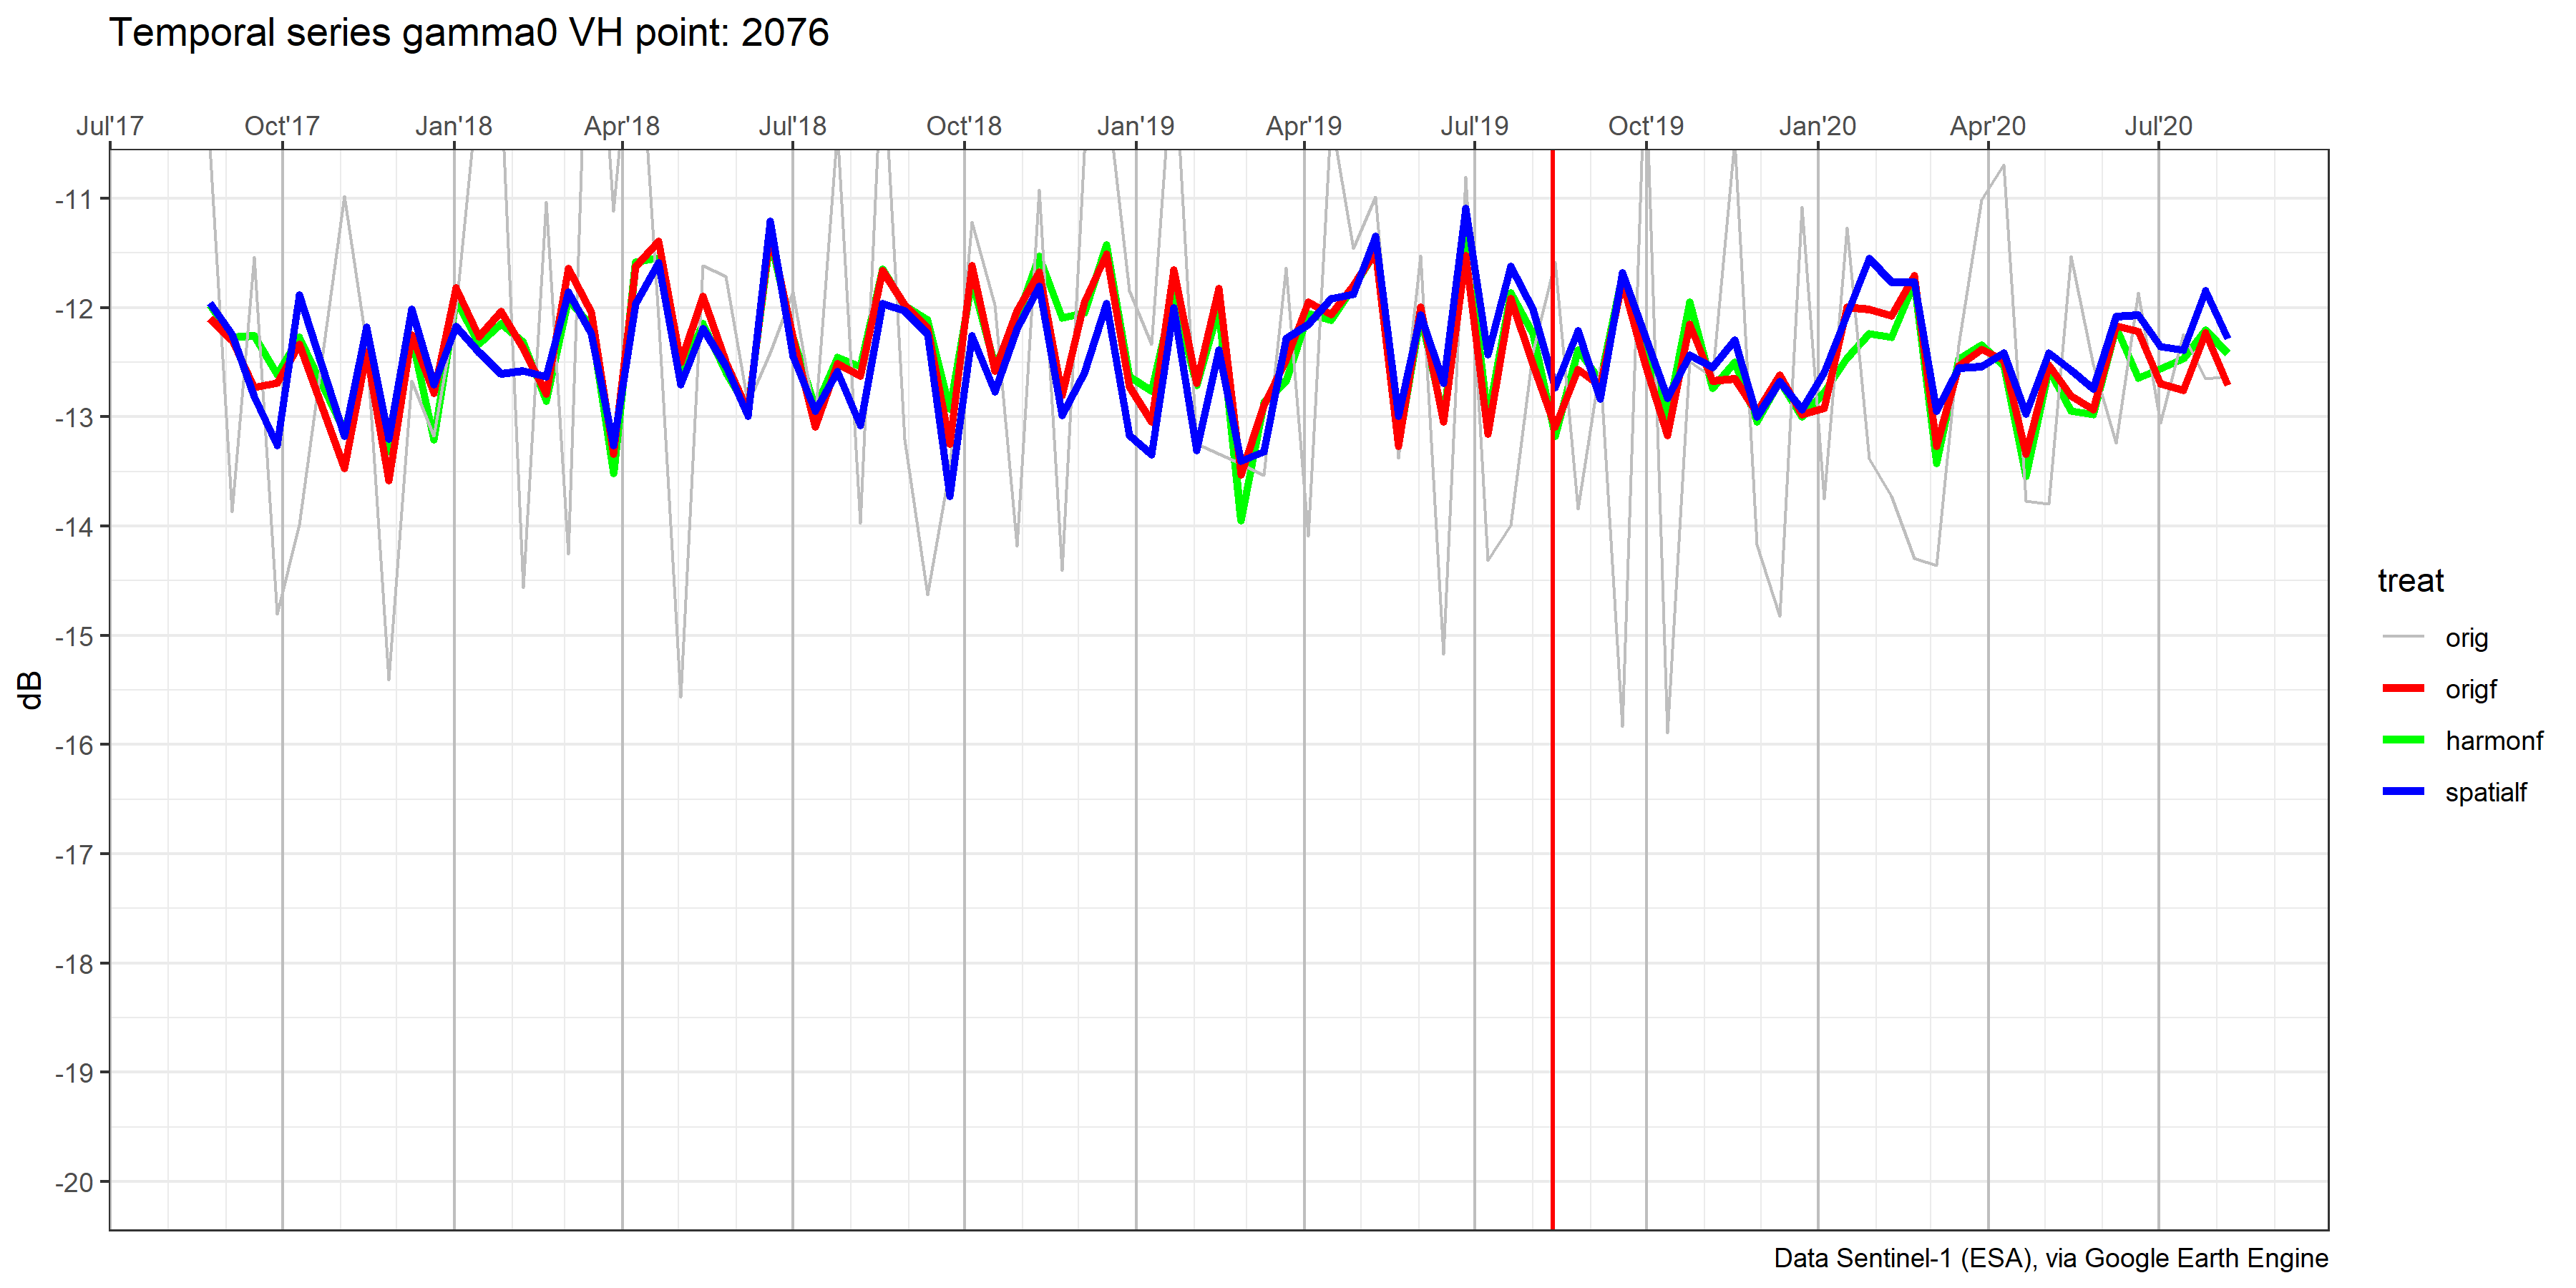 Temporal series gamma0 VH point: 2076
Jul'17 Oct'17 Jan'18 Apr'18 Jul'18 Oct'18 Jan'19 Apr'19 Jul'19 Oct'19 Jan'20 Apr'20 Jul'20
-11
-12
-13
-14
-15
-16
-17
-18
-19
-20
dB
treat
orig
origf
harmonf
spatialf
Data Sentinel-1 (ESA), via Google Earth Engine